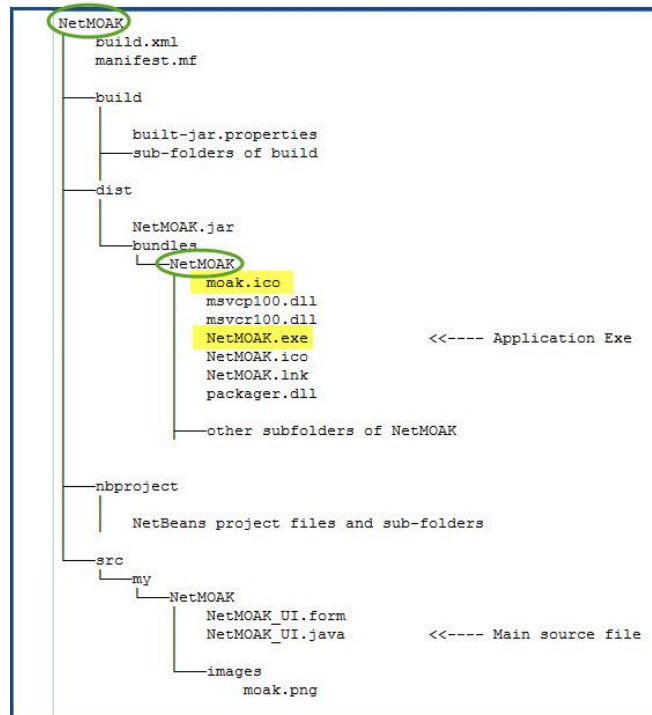 NetMOAK
build.xml
manifest.mf
build
built-jar.properties
sub-folders of build
dist
NetMOAK.jar
bundles
NetMOAK
moak.ico
msvcp100.dll
msvcr100.dll
NetMOAK.exe <<---- Application Exe
NetMOAK.ico
NetMOAK.lnk
packager.dll
other subfolders of NetMOAK
nbproject
NetBeans project files and sub-folders
src
my
NetMOAK
NetMOAK_UI.form
NetMOAK_UI.java <<---- Main source file
images
moak.png